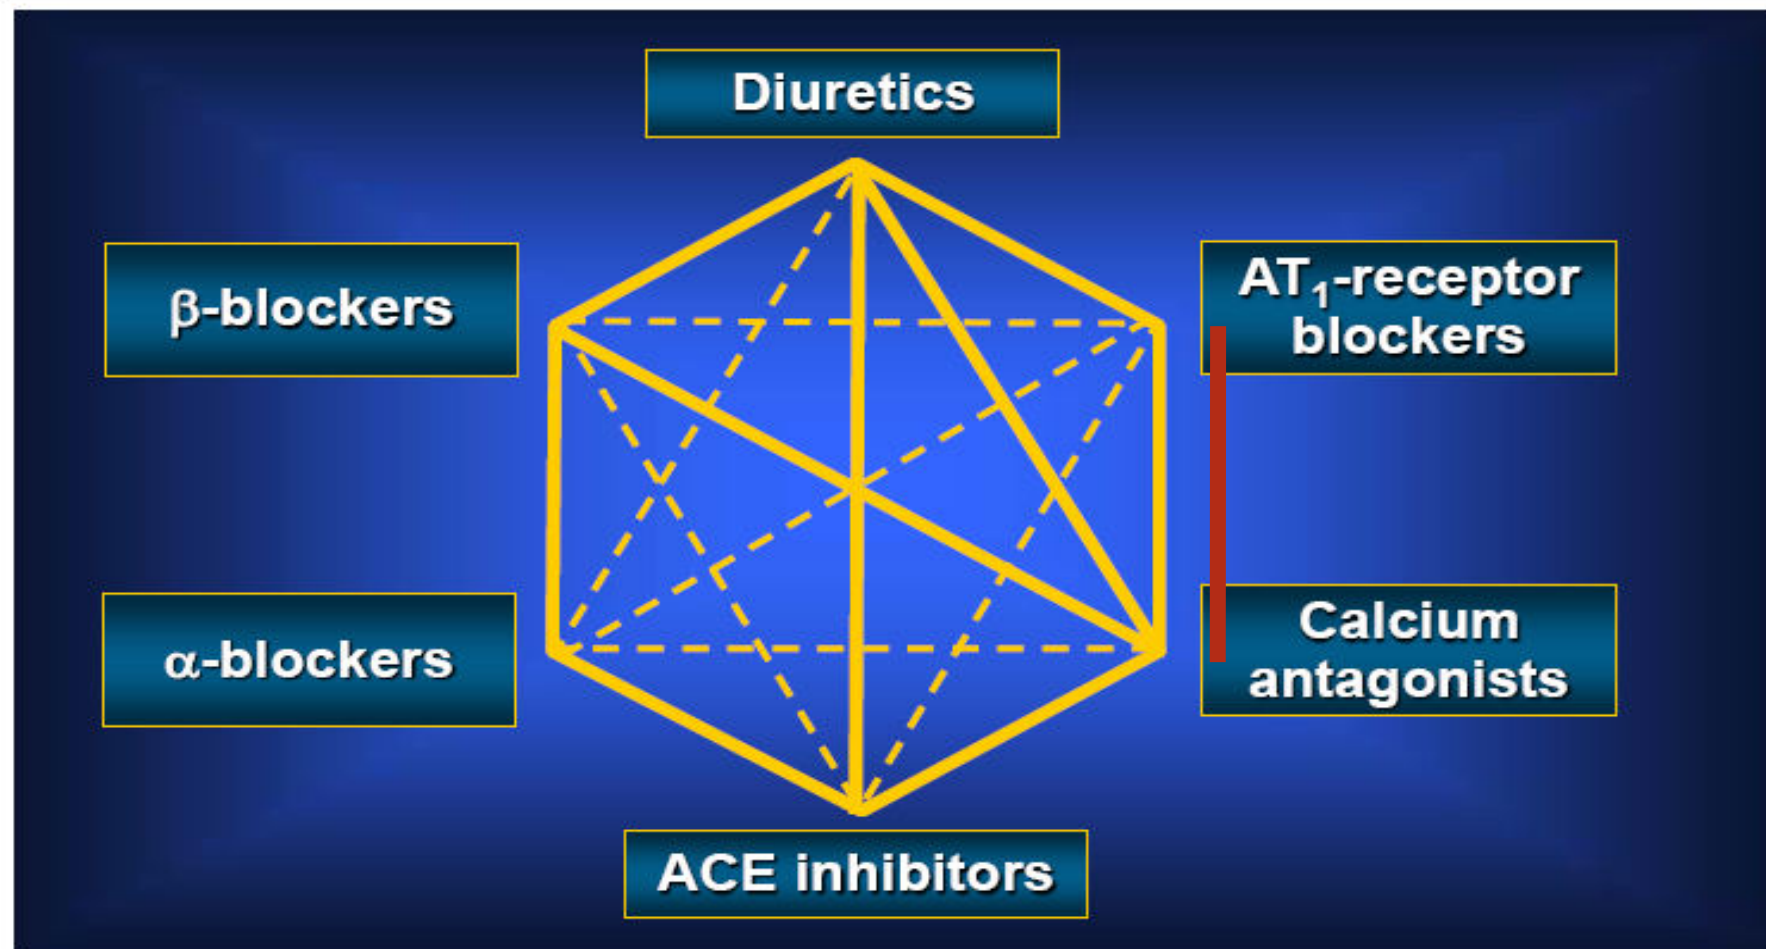 Diuretics
β-blockers
AT₁-receptor
blockers
α-blockers
Calcium
antagonists
ACE inhibitors